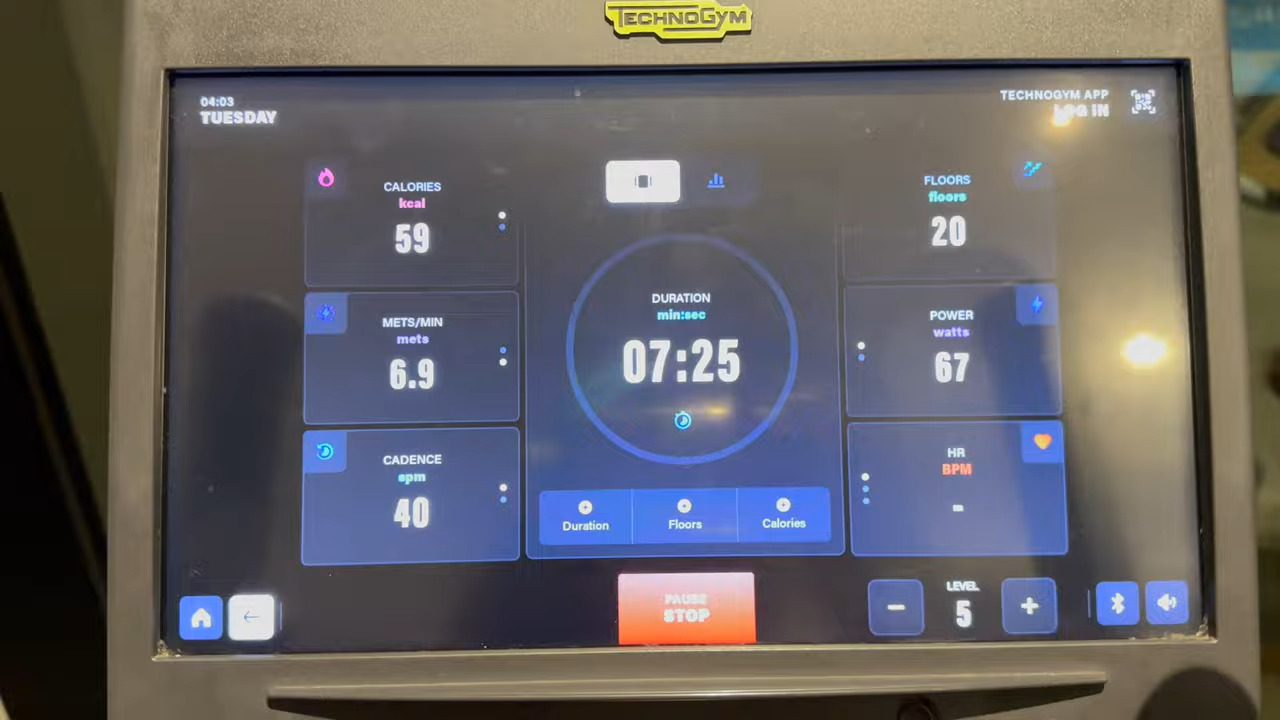 TECHNOGYM
04:03
TUESDAY
TECHNOGYM APP
LOG IN
CALORIES
kcal
59
METS/MIN
mets
6.9
CADENCE
spm
40
DURATION
min:sec
07:25
Duration
Floors
Calories
FLOORS
floors
20
POWER
watts
67
HR
BPM
-
PAUSE
STOP
LEVEL
5